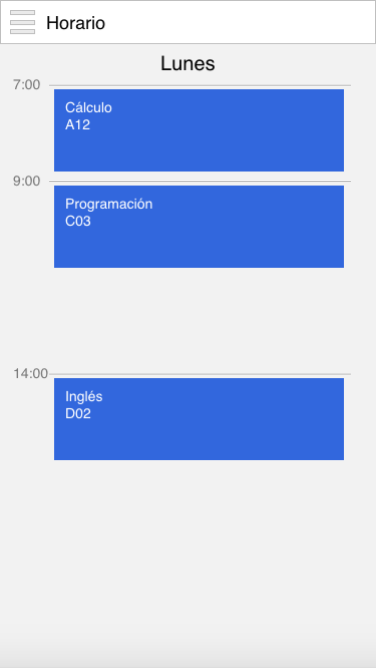 Horario
Lunes
7:00
Cálculo
A12
9:00
Programación
C03
14:00
Inglés
D02